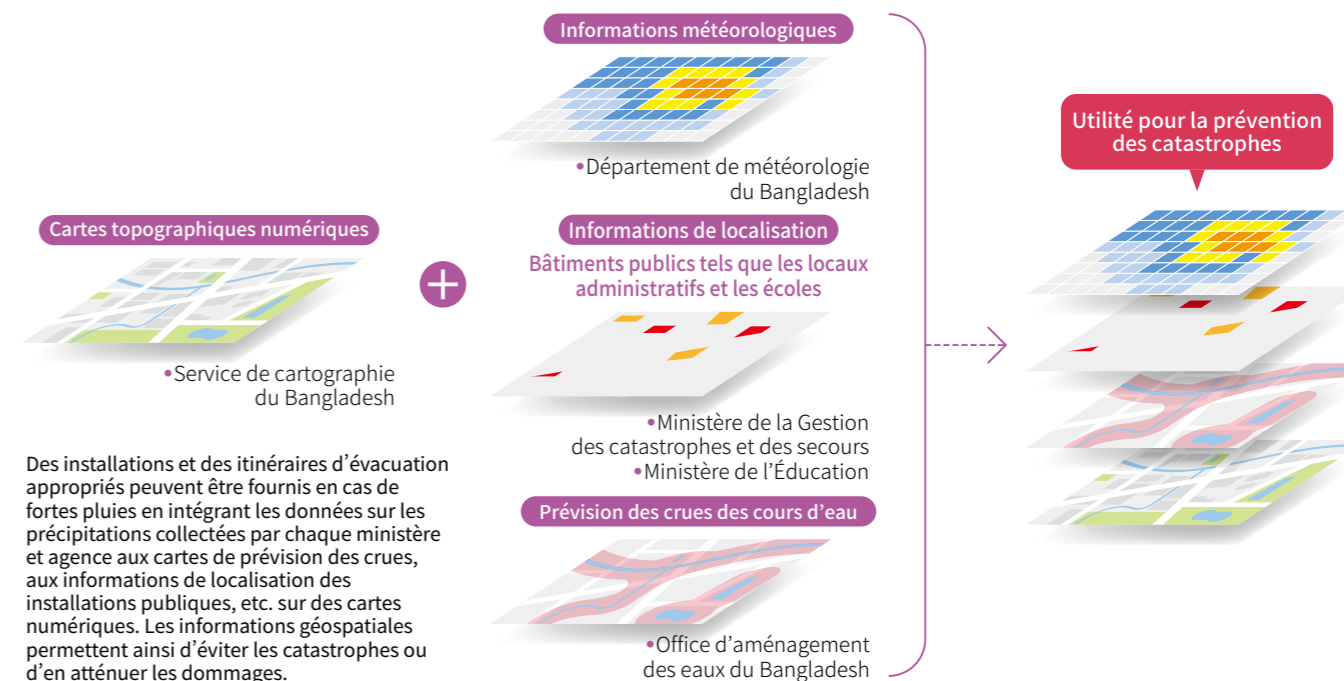 Informations météorologiques
•Département de météorologie
du Bangladesh
Utilité pour la prévention
des catastrophes
Cartes topographiques numériques
•Service de cartographie
du Bangladesh
Informations de localisation
Bâtiments publics tels que les locaux
administratifs et les écoles
•Ministère de la Gestion
des catastrophes et des secours
•Ministère de l’Éducation
Prévision des crues des cours d’eau
•Office d’aménagement
des eaux du Bangladesh
Des installations et des itinéraires d’évacuation
appropriés peuvent être fournis en cas de
fortes pluies en intégrant les données sur les
précipitations collectées par chaque ministère
et agence aux cartes de prévision des crues,
aux informations de localisation des
installations publiques, etc. sur des cartes
numériques. Les informations géospatiales
permettent ainsi d’éviter les catastrophes ou
d’en atténuer les dommages.